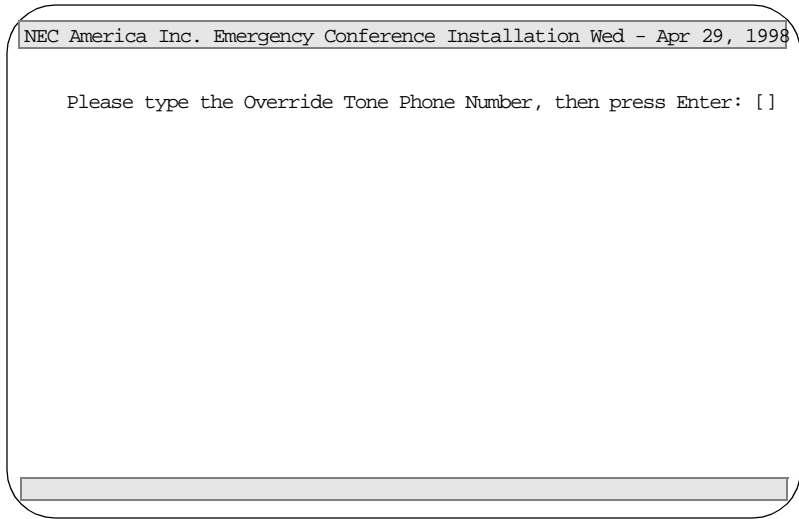 NEC America Inc. Emergency Conference Installation Wed - Apr 29, 1998
Please type the Override Tone Phone Number, then press Enter: []